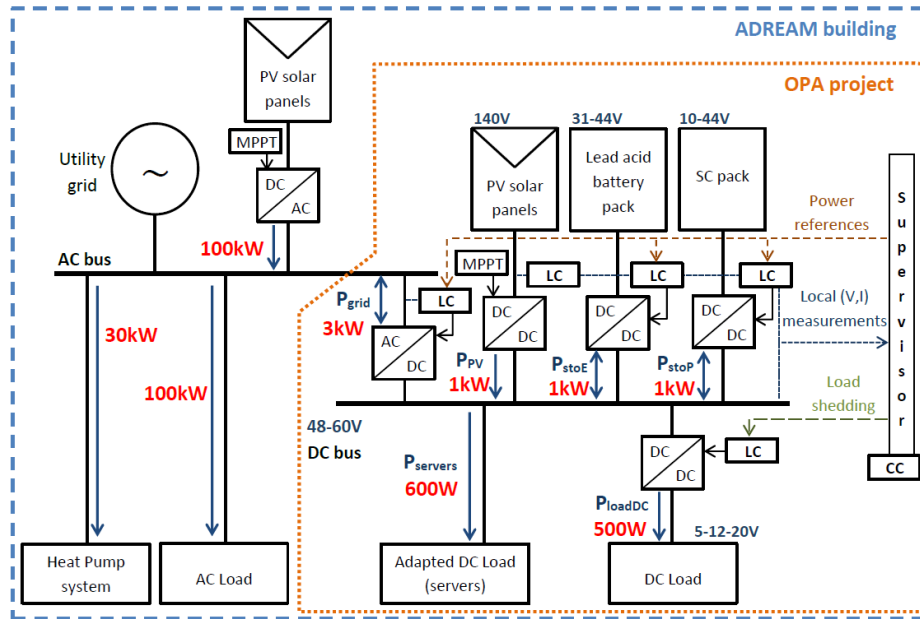 ADREAM building
OPA project
PV solar
panels
MPPT
DC
AC
100kW
Utility
grid
~
AC bus
30kW
100kW
Heat Pump
system
AC Load
140V
31-44V
10-44V
PV solar
panels
Lead acid
battery
pack
SC pack
Power
references
MPPT
LC
LC
LC
LC
Local (V,I)
measurements
Pgrid
3kW
AC
DC
DC
DC
DC
DC
DC
DC
PPV
1kW
PstoE
1kW
PstoP
1kW
Load
shedding
Supervisor
CC
48-60V
DC bus
DC
DC
LC
Pservers
600W
PloadDC
500W
5-12-20V
Adapted DC Load
(servers)
DC Load